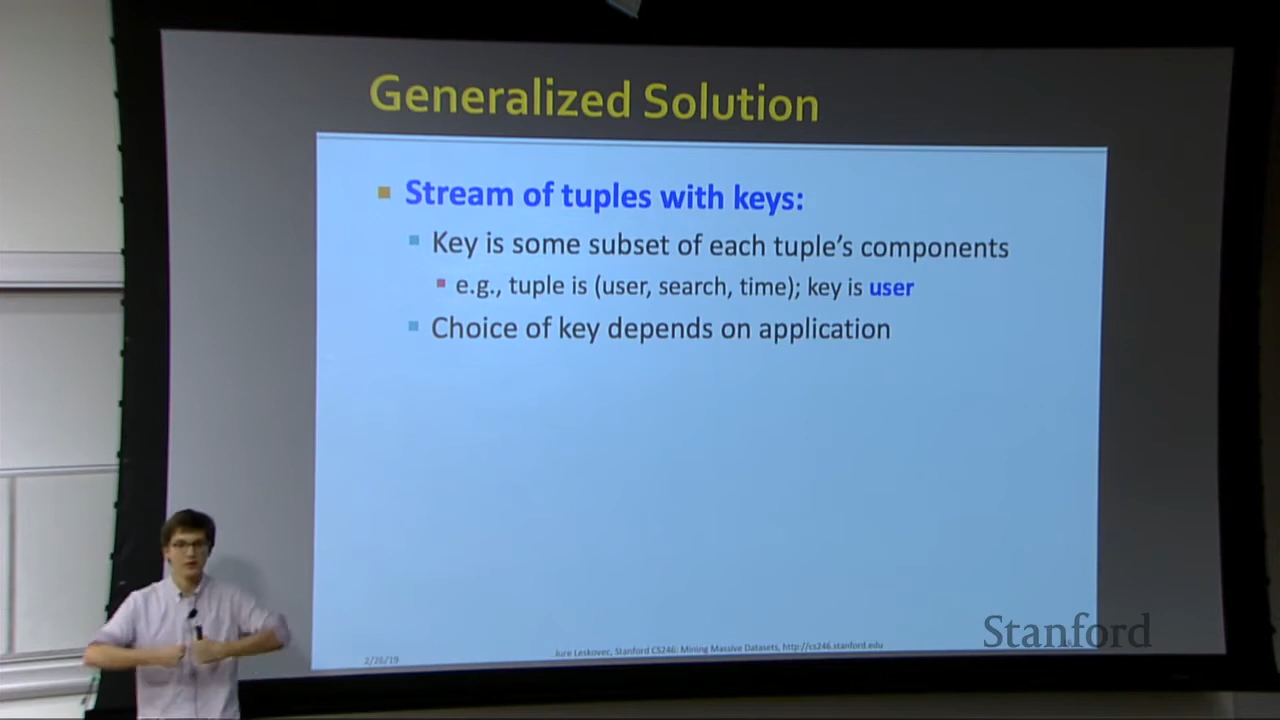 Generalized Solution
Stream of tuples with keys:
Key is some subset of each tuple's components
e.g., tuple is (user, search, time); key is user
Choice of key depends on application
2/26/19
Jure Leskovec, Stanford CS246: Mining Massive Datasets, http://cs246.stanford.edu
Stanford